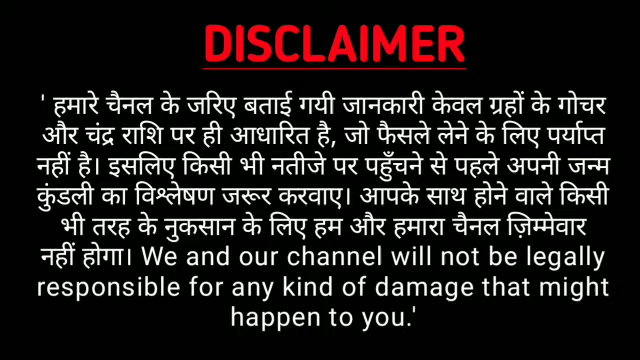 DISCLAIMER
' हमारे चैनल के जरिए बताई गयी जानकारी केवल ग्रहों के गोचर
और चंद्र राशि पर ही आधारित है, जो फैसले लेने के लिए पर्याप्त
नहीं है। इसलिए किसी भी नतीजे पर पहुँचने से पहले अपनी जन्म
कुंडली का विश्लेषण जरूर करवाए। आपके साथ होने वाले किसी
भी तरह के नुकसान के लिए हम और हमारा चैनल ज़िम्मेवार
नहीं होगा। We and our channel will not be legally
responsible for any kind of damage that might
happen to you.'